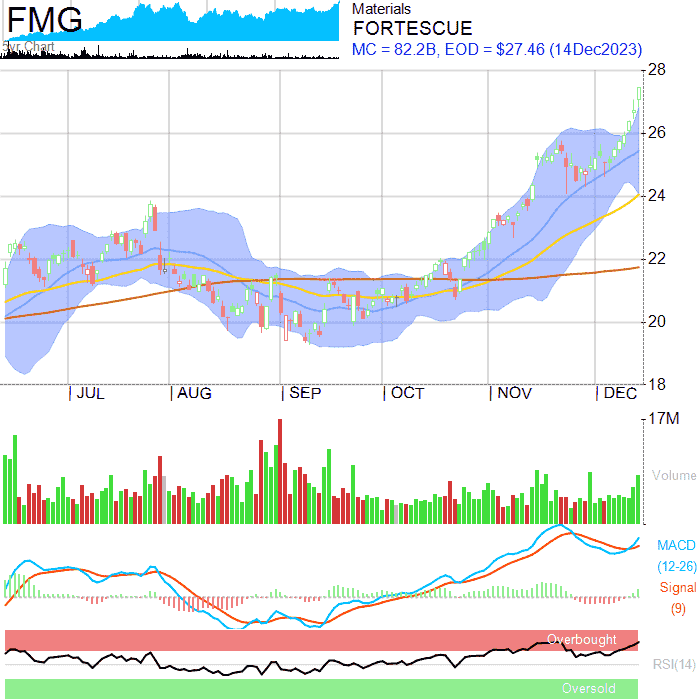 FMG
5yr Chart
Materials
FORTESCUE
MC = 82.2B, EOD = $27.46 (14Dec2023)
28
26
24
22
20
18
JUL AUG SEP OCT NOV DEC
17M
Volume
MACD
(12-26)
Signal
(9)
Overbought
RSI(14)
Oversold